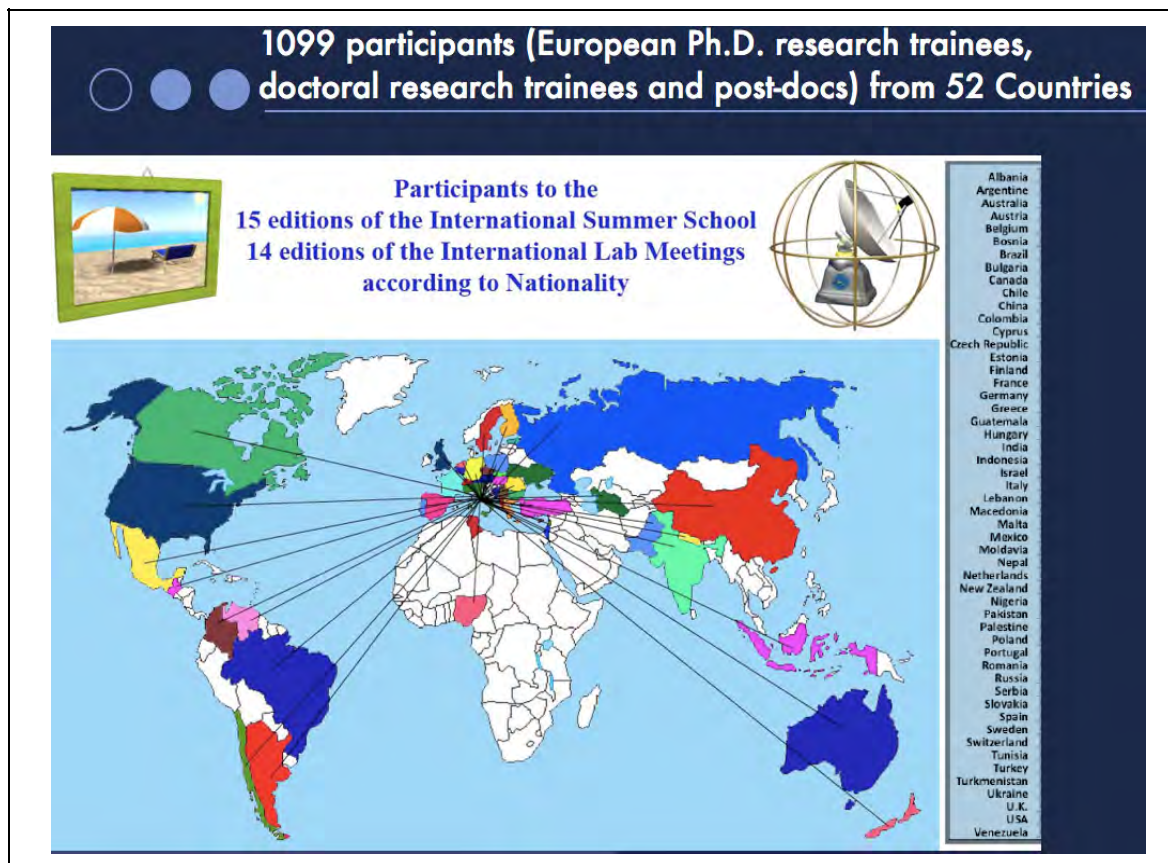 1099 participants (European Ph.D. research trainees,
doctoral research trainees and post-docs) from 52 Countries
Participants to the
15 editions of the International Summer School
14 editions of the International Lab Meetings
according to Nationality
Albania
Argentine
Australia
Austria
Belgium
Bosnia
Brazil
Bulgaria
Canada
Chile
China
Colombia
Cyprus
Czech Republic
Estonia
Finland
France
Germany
Greece
Guatemala
Hungary
India
Indonesia
Israel
Italy
Lebanon
Macedonia
Malta
Mexico
Moldavia
Nepal
Netherlands
New Zealand
Nigeria
Pakistan
Palestine
Poland
Portugal
Romania
Russia
Serbia
Slovakia
Spain
Sweden
Switzerland
Tunisia
Turkey
Turkmenistan
Ukraine
U.K.
USA
Venezuela